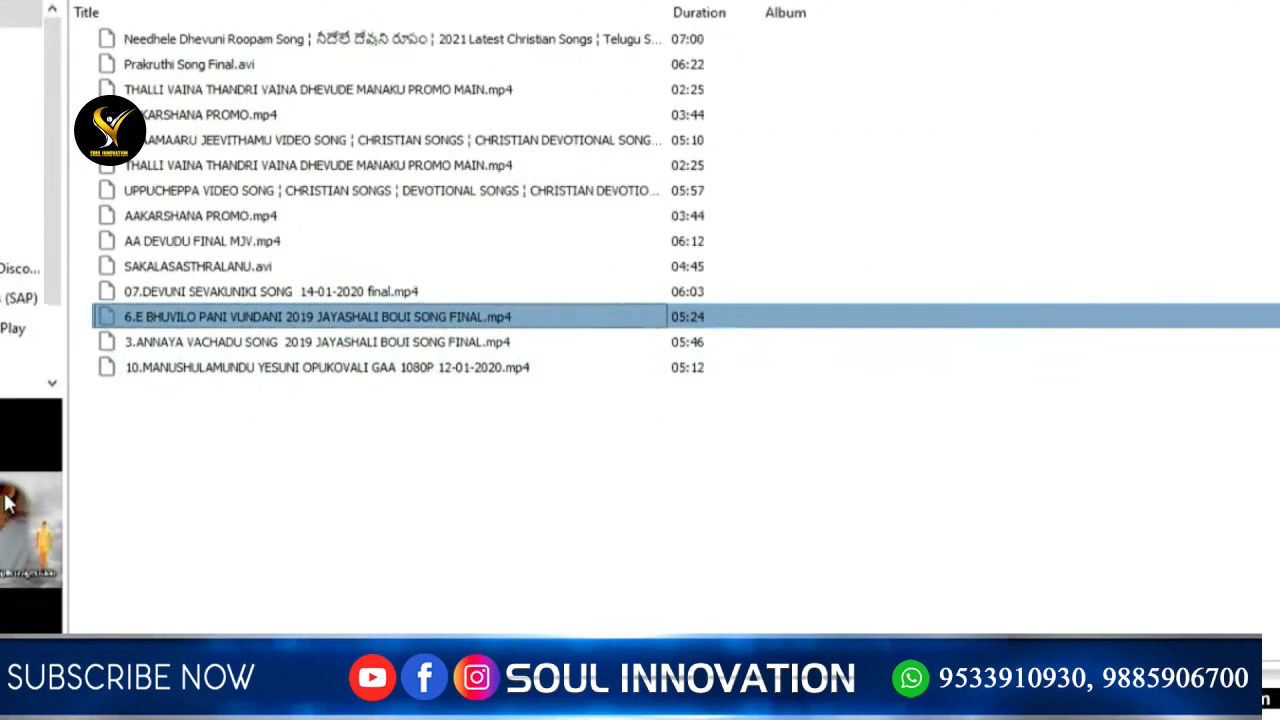 Title Duration Album
Needhele Dhevuni Roopam Song ¦ నీదేలే దేవుని రూపం ¦ 2021 Latest Christian Songs ¦ Telugu S... 07:00
Prakruthi Song Final.avi 06:22
THALLI VAINA THANDRI VAINA DHEVUDE MANAKU PROMO MAIN.mp4 02:25
KARSHANA PROMO.mp4 03:44
AMAARU JEEVITHAMU VIDEO SONG ¦ CHRISTIAN SONGS ¦ CHRISTIAN DEVOTIONAL SONG... 05:10
THALLI VAINA THANDRI VAINA DHEVUDE MANAKU PROMO MAIN.mp4 02:25
UPPUCHEPPA VIDEO SONG ¦ CHRISTIAN SONGS ¦ DEVOTIONAL SONGS ¦ CHRISTIAN DEVOTIO... 05:57
AAKARSHANA PROMO.mp4 03:44
AA DEVUDU FINAL MJV.mp4 06:12
SAKALASASTHRALANU.avi 04:45
07.DEVUNI SEVAKUNIKI SONG 14-01-2020 final.mp4 06:03
6.E BHUVILO PANI VUNDANI 2019 JAYASHALI BOUI SONG FINAL.mp4 05:24
3.ANNAYA VACHADU SONG 2019 JAYASHALI BOUI SONG FINAL.mp4 05:46
10.MANUSHULAMUNDU YESUNI OPUKOVALI GAA 1080P 12-01-2020.mp4 05:12
Disco...
(SAP)
Play
SOUL INNOVATION
SUBSCRIBE NOW SOUL INNOVATION 9533910930, 9885906700